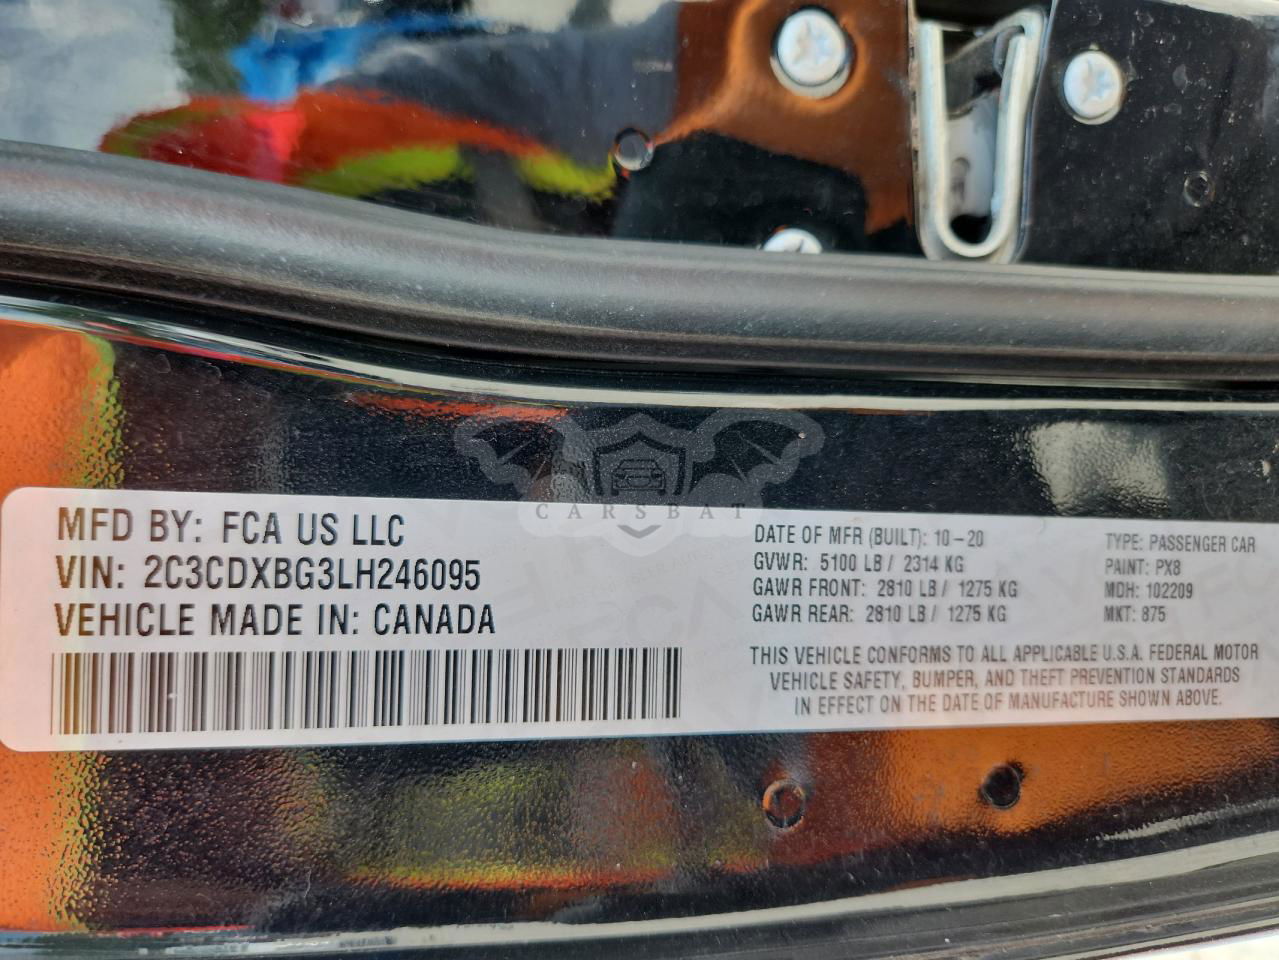 CARSBAT
MFD BY: FCA US LLC
VIN: 2C3CDXBG3LH246095
VEHICLE MADE IN: CANADA
DATE OF MFR (BUILT): 10-20
GVWR: 5100 LB / 2314 KG
GAWR FRONT: 2810 LB / 1275 KG
GAWR REAR: 2810 LB / 1275 KG
TYPE: PASSENGER CAR
PAINT: PX8
MDH: 102209
MKT: 875
THIS VEHICLE CONFORMS TO ALL APPLICABLE U.S.A. FEDERAL MOTOR
VEHICLE SAFETY, BUMPER, AND THEFT PREVENTION STANDARDS
IN EFFECT ON THE DATE OF MANUFACTURE SHOWN ABOVE.